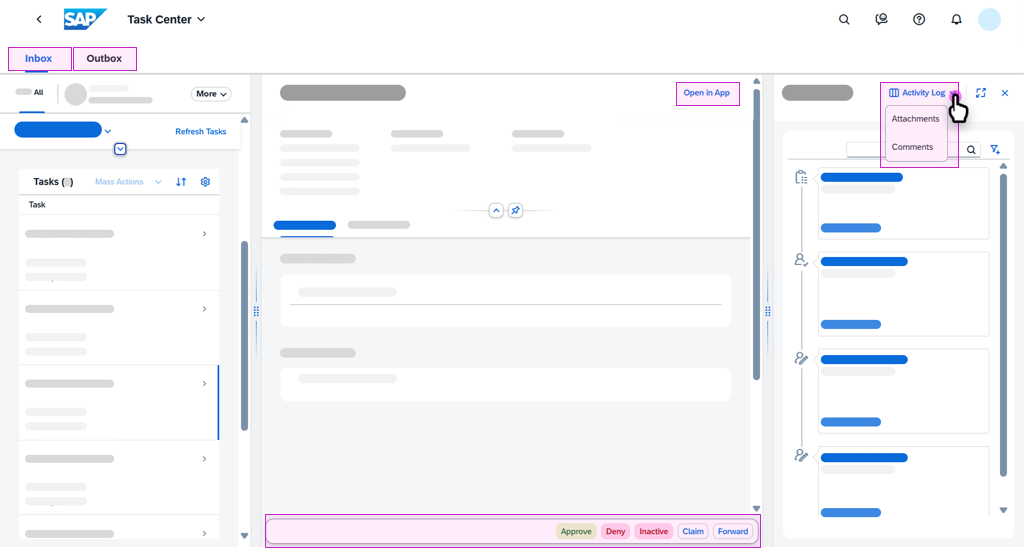 SAP Task Center
Inbox Outbox
All More
Refresh Tasks
Tasks ( )
Mass Actions
Task
Open in App
Activity Log
Attachments
Comments
Approve Deny Inactive Claim Forward